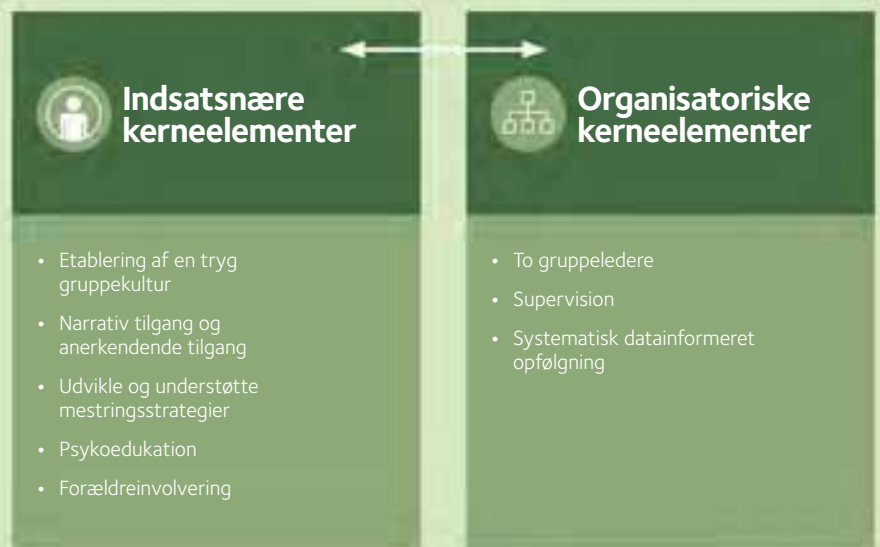 Indsatsnære
kerneelementer
• Etablering af en tryg
gruppekultur
• Narrativ tilgang og
anerkendende tilgang
• Udvikle og understøtte
mestringsstrategier
• Psykoedukation
• Forældreinvolvering
Organisatoriske
kerneelementer
• To gruppeledere
• Supervision
• Systematisk datainformeret
opfølgning